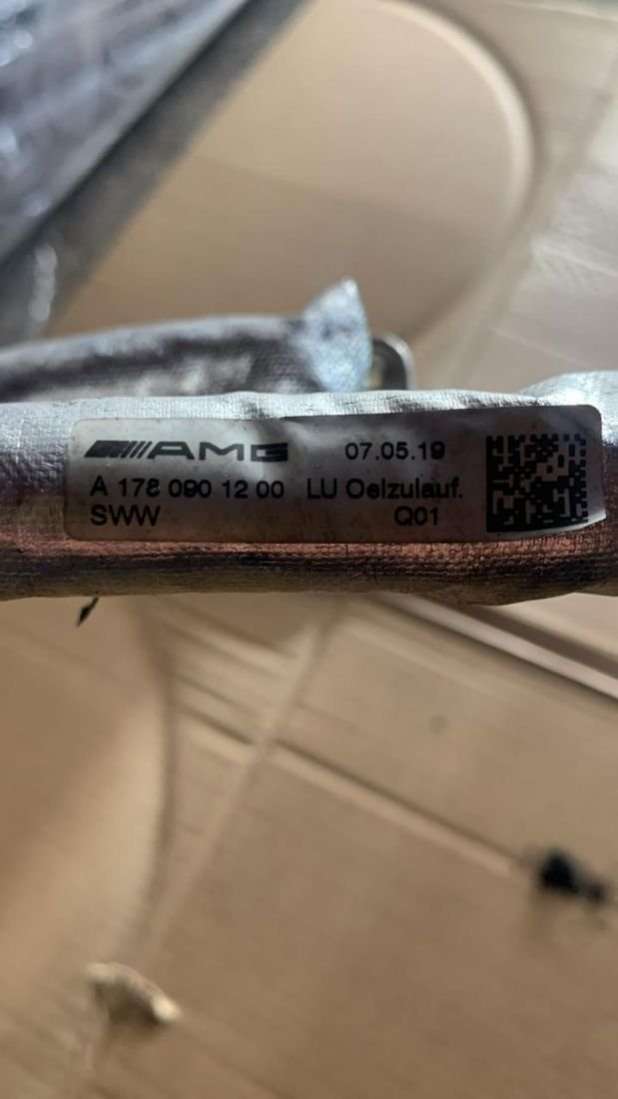 AMG 07.05.19
A 178 090 12 00 LU Oelzulauf.
SWW Q01